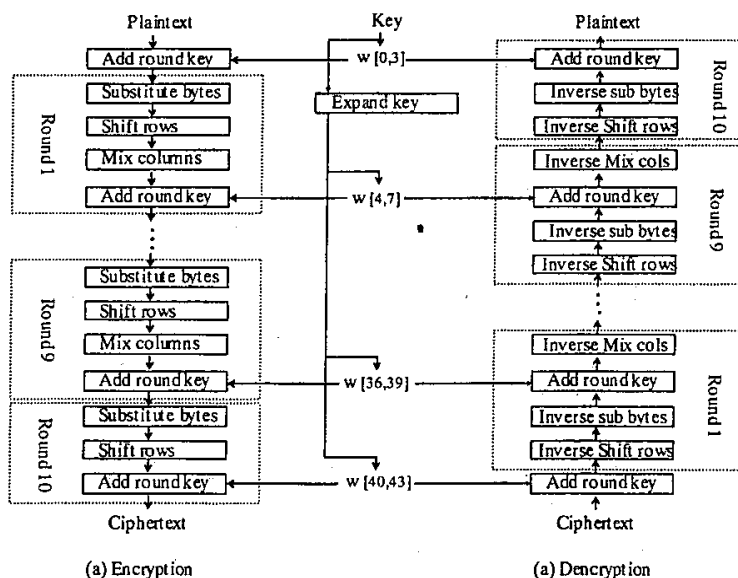 Plaintext
Add round key
Substitute bytes
Shift rows
Mix columns
Add round key
Round 1
Substitute bytes
Shift rows
Mix columns
Add round key
Round 9
Substitute bytes
Shift rows
Add round key
Round 10
Ciphertext
(a) Encryption
Key
w [0,3]
Expand key
w [4,7]
w [36,39]
w [40,43]
Plaintext
Add round key
Inverse sub bytes
Inverse Shift rows
Round 10
Inverse Mix cols
Add round key
Inverse sub bytes
Inverse Shift rows
Round 9
Inverse Mix cols
Add round key
Inverse sub bytes
Inverse Shift rows
Round 1
Add round key
Ciphertext
(a) Dencryption